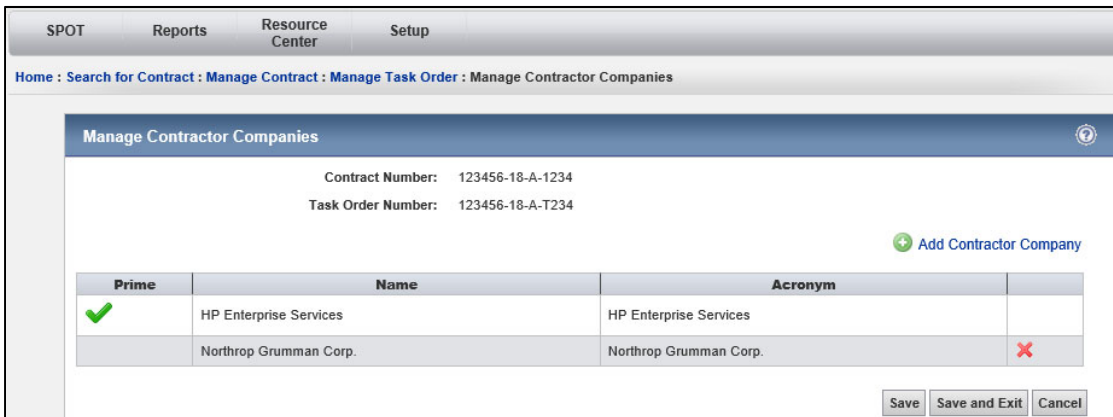 SPOT Reports Resource Center Setup
Home : Search for Contract : Manage Contract : Manage Task Order : Manage Contractor Companies
Manage Contractor Companies
Contract Number: 123456-18-A-1234
Task Order Number: 123456-18-A-T234
Add Contractor Company
Prime Name Acronym
HP Enterprise Services HP Enterprise Services
Northrop Grumman Corp. Northrop Grumman Corp.
Save Save and Exit Cancel